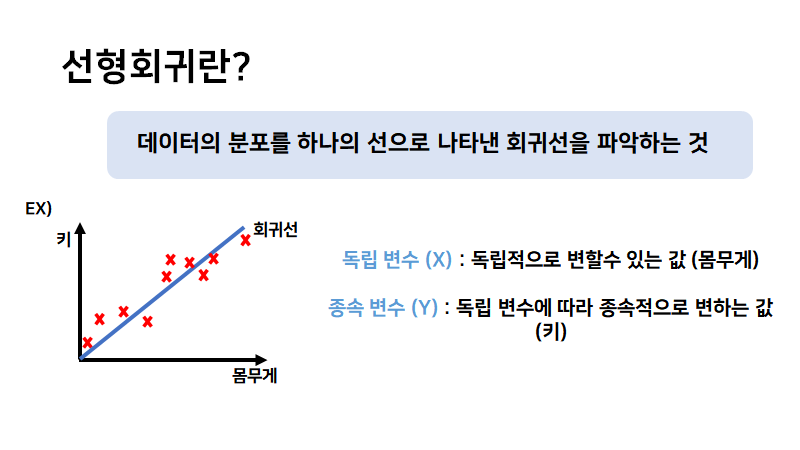 선형회귀란?
데이터의 분포를 하나의 선으로 나타낸 회귀선을 파악하는 것
EX)
키
회귀선
몸무게
독립 변수 (X) : 독립적으로 변할수 있는 값 (몸무게)
종속 변수 (Y) : 독립 변수에 따라 종속적으로 변하는 값
(키)